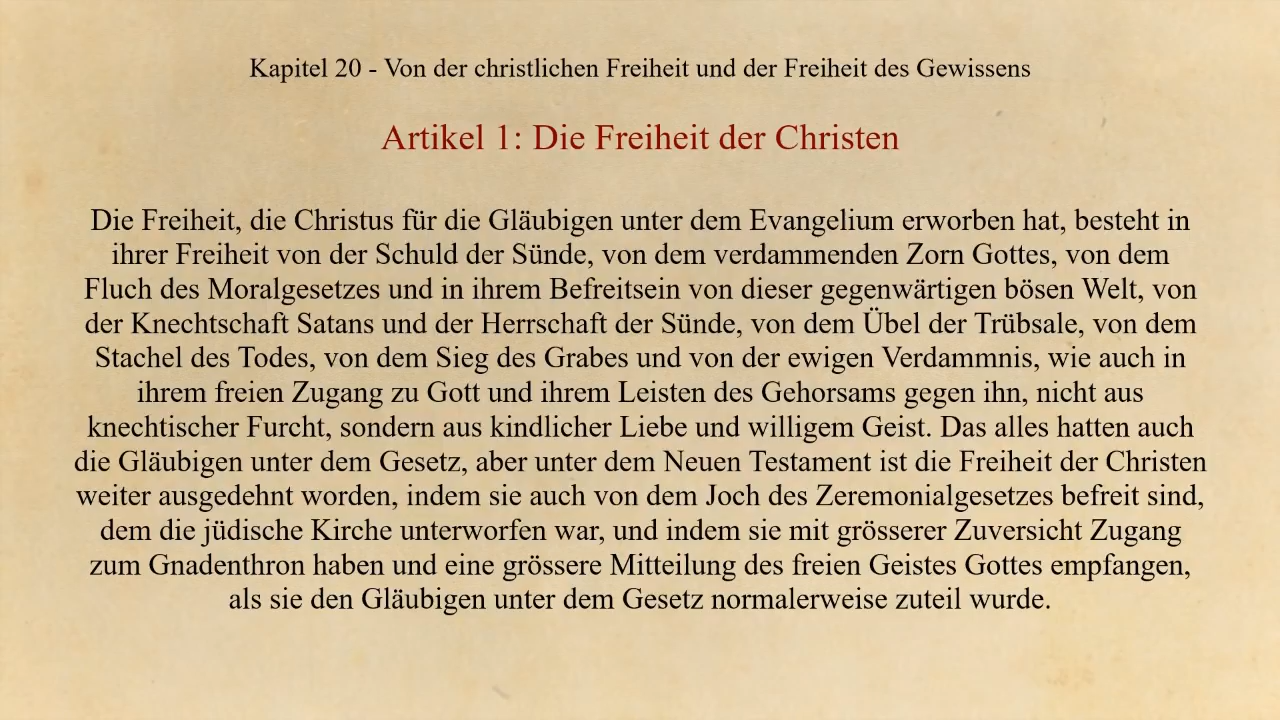 Kapitel 20 - Von der christlichen Freiheit und der Freiheit des Gewissens
Artikel 1: Die Freiheit der Christen
Die Freiheit, die Christus für die Gläubigen unter dem Evangelium erworben hat, besteht in
ihrer Freiheit von der Schuld der Sünde, von dem verdammenden Zorn Gottes, von dem
Fluch des Moralgesetzes und in ihrem Befreitsein von dieser gegenwärtigen bösen Welt, von
der Knechtschaft Satans und der Herrschaft der Sünde, von dem Übel der Trübsale, von dem
Stachel des Todes, von dem Sieg des Grabes und von der ewigen Verdammnis, wie auch in
ihrem freien Zugang zu Gott und ihrem Leisten des Gehorsams gegen ihn, nicht aus
knechtischer Furcht, sondern aus kindlicher Liebe und willigem Geist. Das alles hatten auch
die Gläubigen unter dem Gesetz, aber unter dem Neuen Testament ist die Freiheit der Christen
weiter ausgedehnt worden, indem sie auch von dem Joch des Zeremonialgesetzes befreit sind,
dem die jüdische Kirche unterworfen war, und indem sie mit grösserer Zuversicht Zugang
zum Gnadenthron haben und eine grössere Mitteilung des freien Geistes Gottes empfangen,
als sie den Gläubigen unter dem Gesetz normalerweise zuteil wurde.